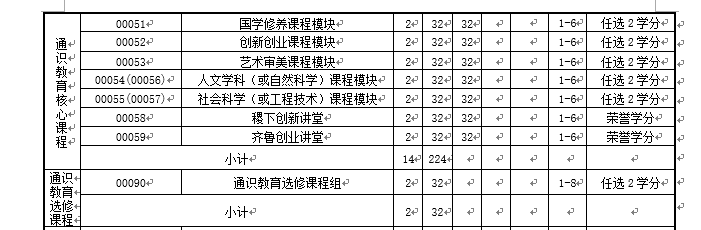 通识教育核心课程
00051 国学修养课程模块 2 32 32 1-6 任选 2 学分
00052 创新创业课程模块 2 32 32 1-6 任选 2 学分
00053 艺术审美课程模块 2 32 32 1-6 任选 2 学分
00054(00056) 人文学科（或自然科学）课程模块 2 32 32 1-6 任选 2 学分
00055(00057) 社会科学（或工程技术）课程模块 2 32 32 1-6 任选 2 学分
00058 稷下创新讲堂 2 32 32 1-6 荣誉学分
00059 齐鲁创业讲堂 2 32 32 1-6 荣誉学分
小计 14 224
通识教育选修课程
00090 通识教育选修课程组 2 32 1-8 任选 2 学分
小计 2 32